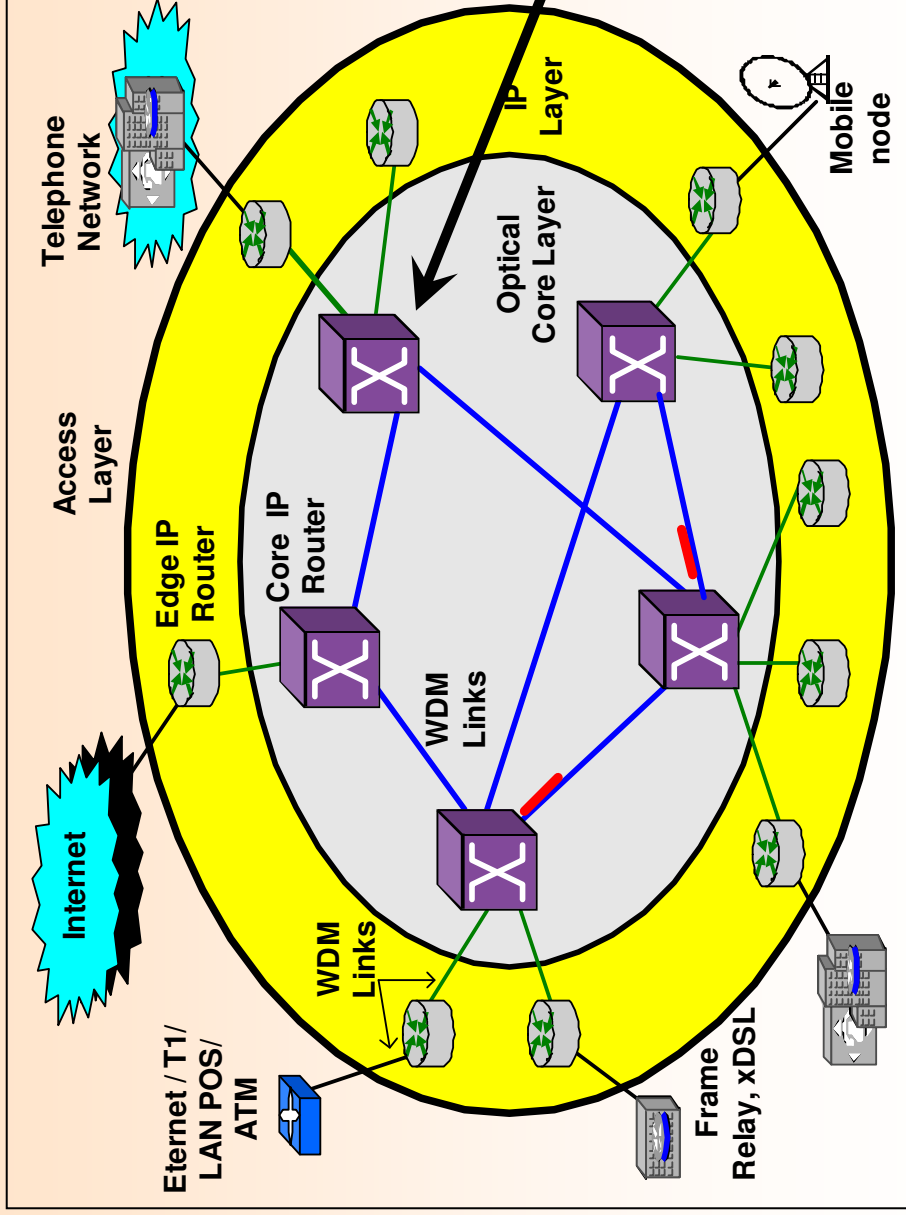 Internet
Access
Layer
Telephone
Network
Edge IP
Router
Core IP
Router
IP
Layer
Eternet / T1/
LAN POS/
ATM
WDM
Links
WDM
Links
Optical
Core Layer
Frame
Relay, xDSL
Mobile
node